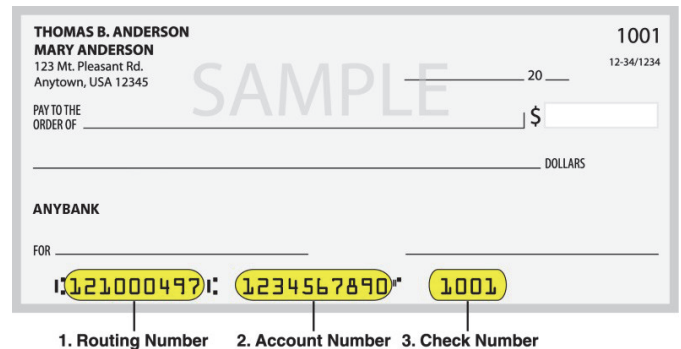 THOMAS B. ANDERSON
MARY ANDERSON
123 Mt. Pleasant Rd.
Anytown, USA 12345
1001
12-34/1234
SAMPLE
20
PAY TO THE
ORDER OF
$
DOLLARS
ANYBANK
FOR
⑆121000497⑆ 1234567890⑈ 1001
1. Routing Number 2. Account Number 3. Check Number